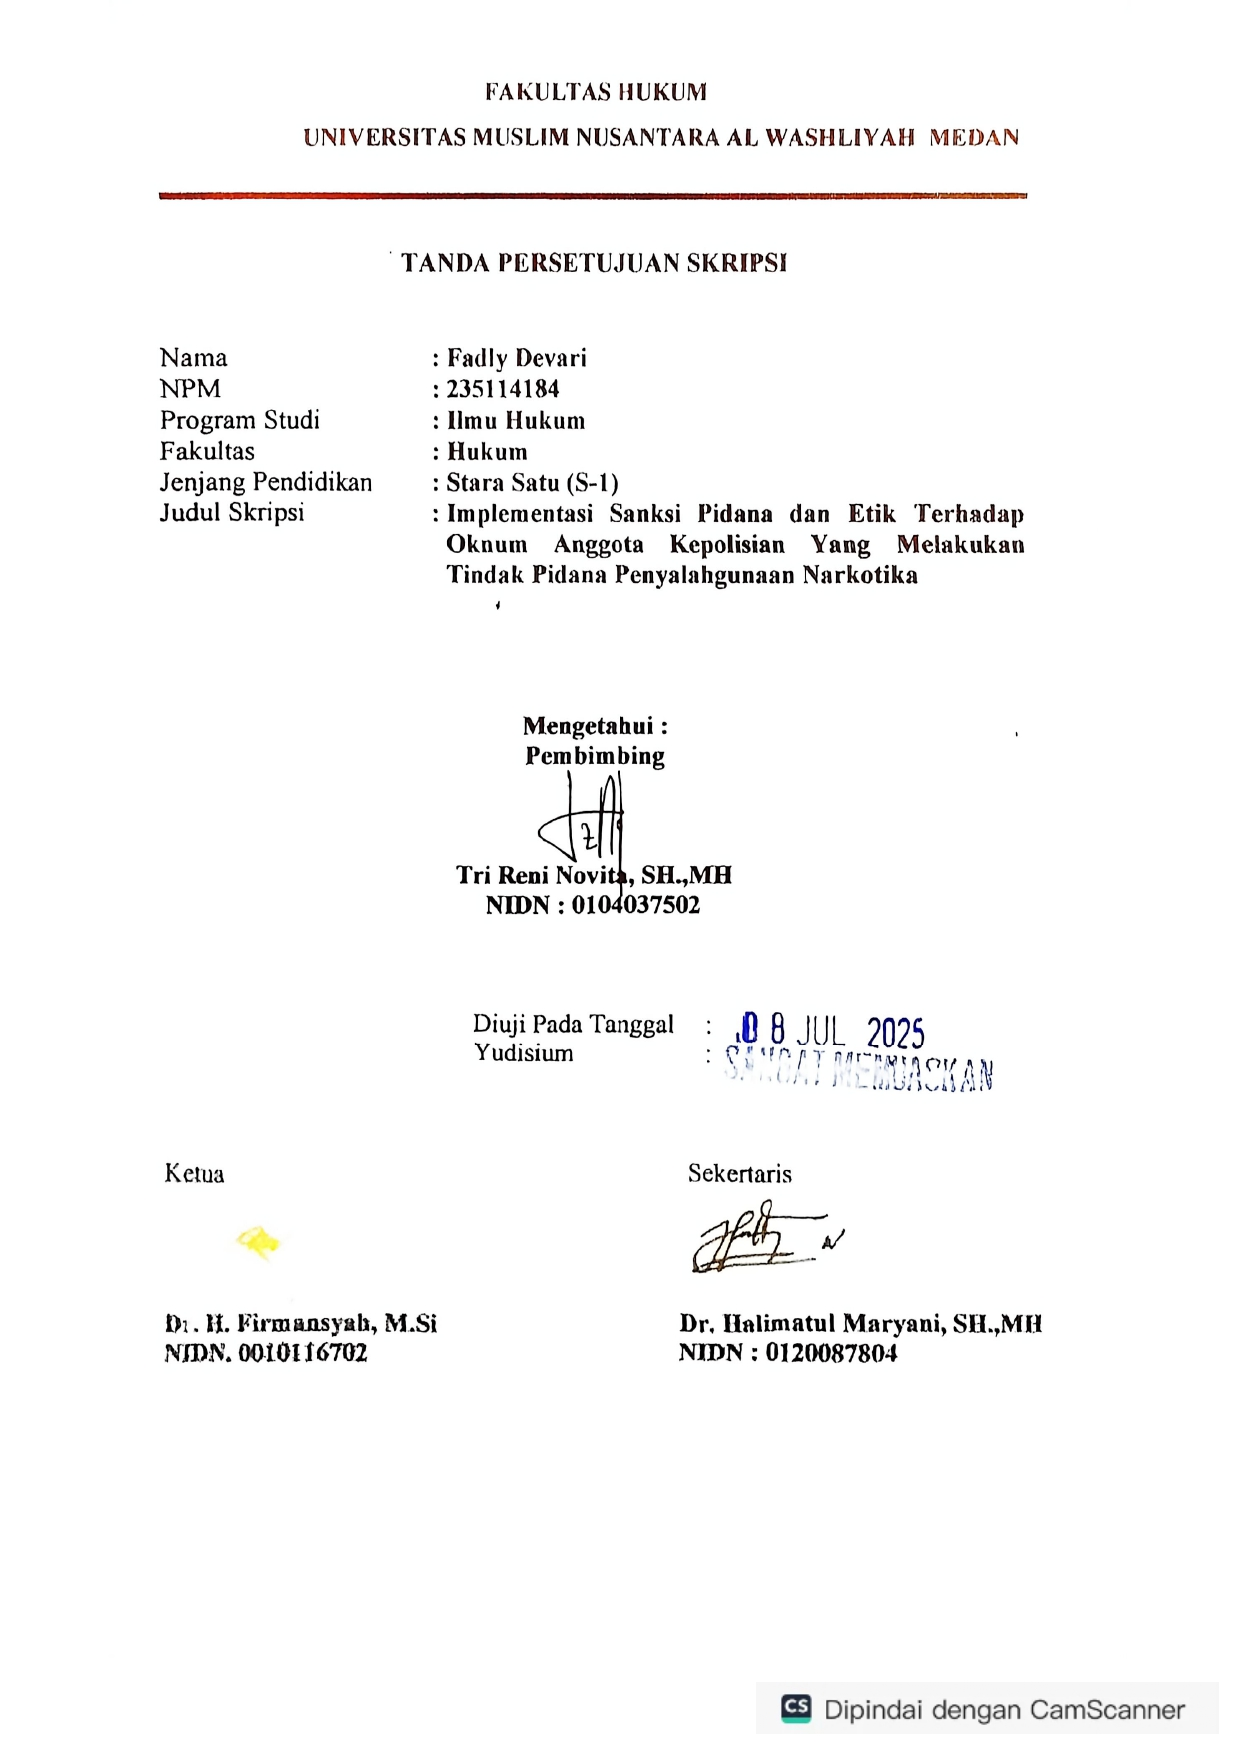 FAKULTAS HUKUM
UNIVERSITAS MUSLIM NUSANTARA AL WASHLIYAH MEDAN
TANDA PERSETUJUAN SKRIPSI
Nama : Fadly Devari
NPM : 235114184
Program Studi : Ilmu Hukum
Fakultas : Hukum
Jenjang Pendidikan : Stara Satu (S-1)
Judul Skripsi : Implementasi Sanksi Pidana dan Etik Terhadap
Oknum Anggota Kepolisian Yang Melakukan
Tindak Pidana Penyalahgunaan Narkotika
Mengetahui :
Pembimbing
Tri Reni Novita, SH.,MH
NIDN : 0104037502
Diuji Pada Tanggal : 08 JUL 2025
Yudisium : SANGAT MEMUASKAN
Ketua Sekertaris
Dr. H. Firmansyah, M.Si Dr. Halimatul Maryani, SH.,MH
NIDN. 0010116702 NIDN : 0120087804
CS Dipindai dengan CamScanner